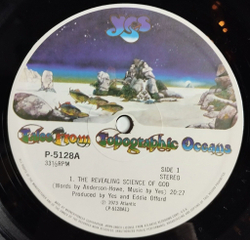 YES
Tales From Topographic Oceans
P-5128A
SIDE 1
33⅓RPM
STEREO
1. THE REVEALING SCIENCE OF GOD
(Words by Anderson-Howe, Music by Yes) 20:27
Produced by Yes and Eddie Offord
Ⓟ 1973 Atlantic
(P-5128A1)